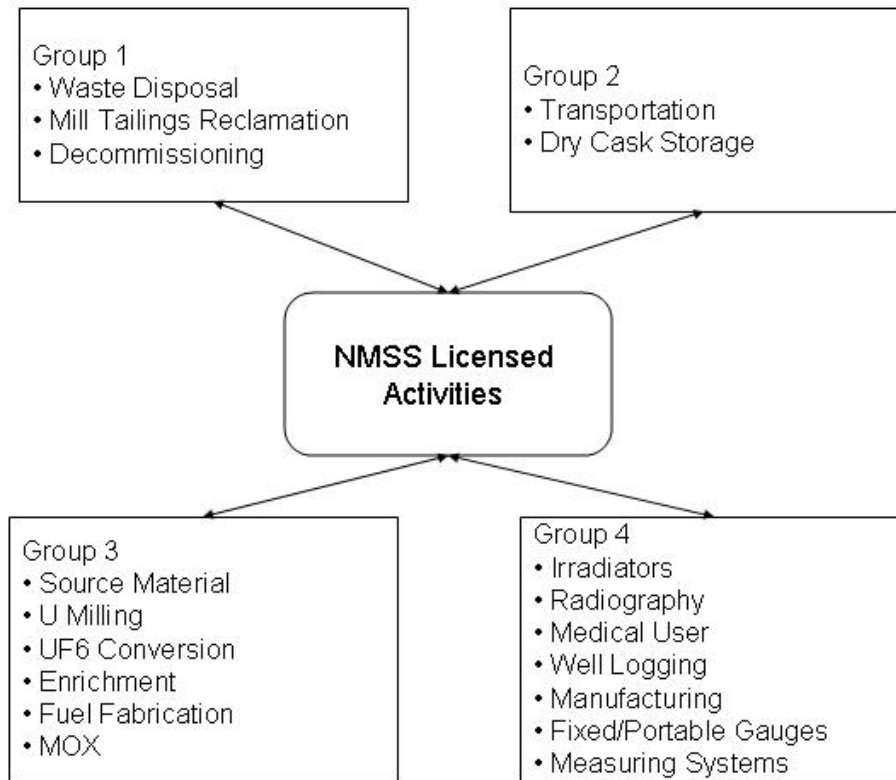 Group 1
• Waste Disposal
• Mill Tailings Reclamation
• Decommissioning
Group 2
• Transportation
• Dry Cask Storage
NMSS Licensed
Activities
Group 3
• Source Material
• U Milling
• UF6 Conversion
• Enrichment
• Fuel Fabrication
• MOX
Group 4
• Irradiators
• Radiography
• Medical User
• Well Logging
• Manufacturing
• Fixed/Portable Gauges
• Measuring Systems